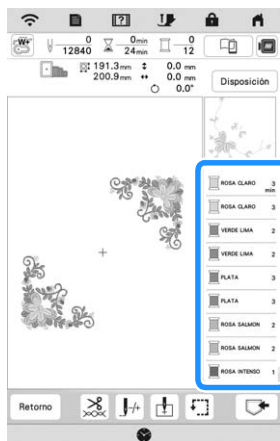 W+
0
12840
0min
24min
0
12
191.3mm 0.0 mm
200.9mm 0.0 mm
0.0°
Disposición
ROSA CLARO 3 min
ROSA CLARO 3
VERDE LIMA 2
VERDE LIMA 2
PLATA 3
PLATA 3
ROSA SALMON 2
ROSA SALMON 2
ROSA INTENSO 1
Retorno